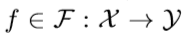 f ∈ ℱ : 𝒳 → 𝒴